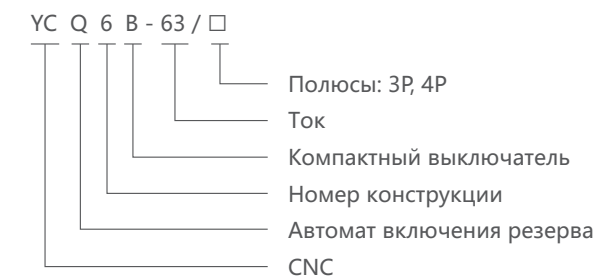 YC Q 6 B - 63 / □
Полюсы: 3P, 4P
Ток
Компактный выключатель
Номер конструкции
Автомат включения резерва
CNC